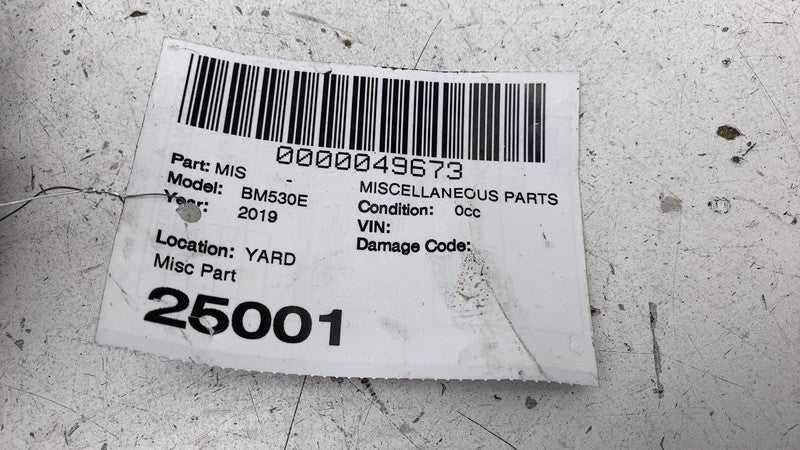 0000049673
Part: MIS - MISCELLANEOUS PARTS
Model: BM530E Condition: 0cc
Year: 2019 VIN:
Damage Code:
Location: YARD
Misc Part
25001